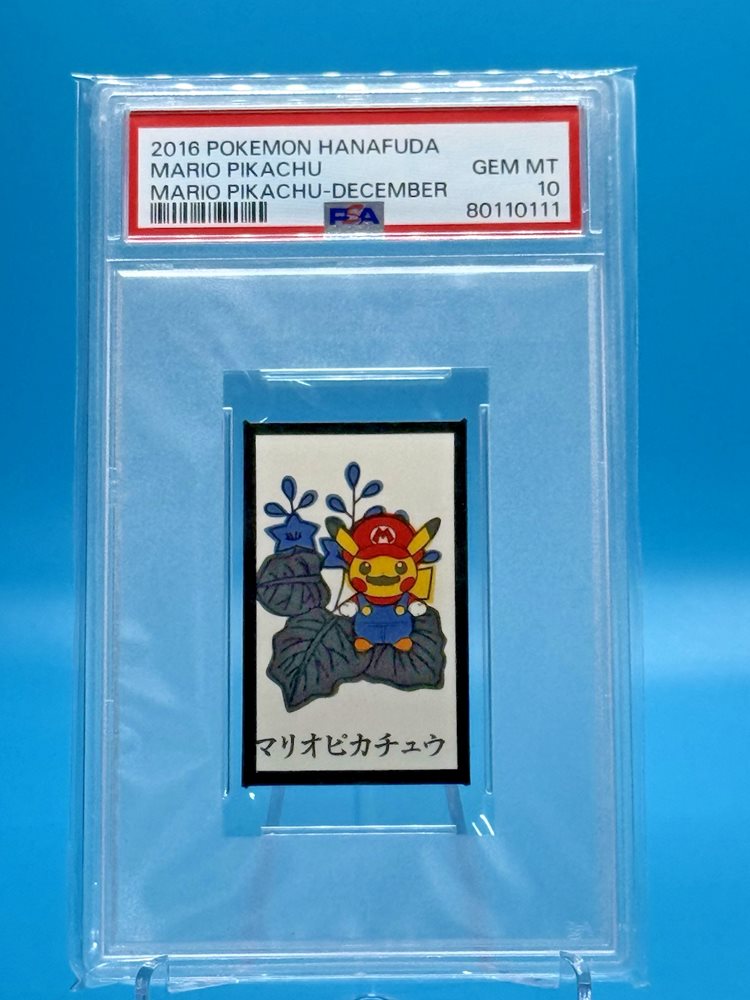 2016 POKEMON HANAFUDA
MARIO PIKACHU GEM MT
MARIO PIKACHU-DECEMBER 10
PSA 80110111
M
マリオピカチュウ